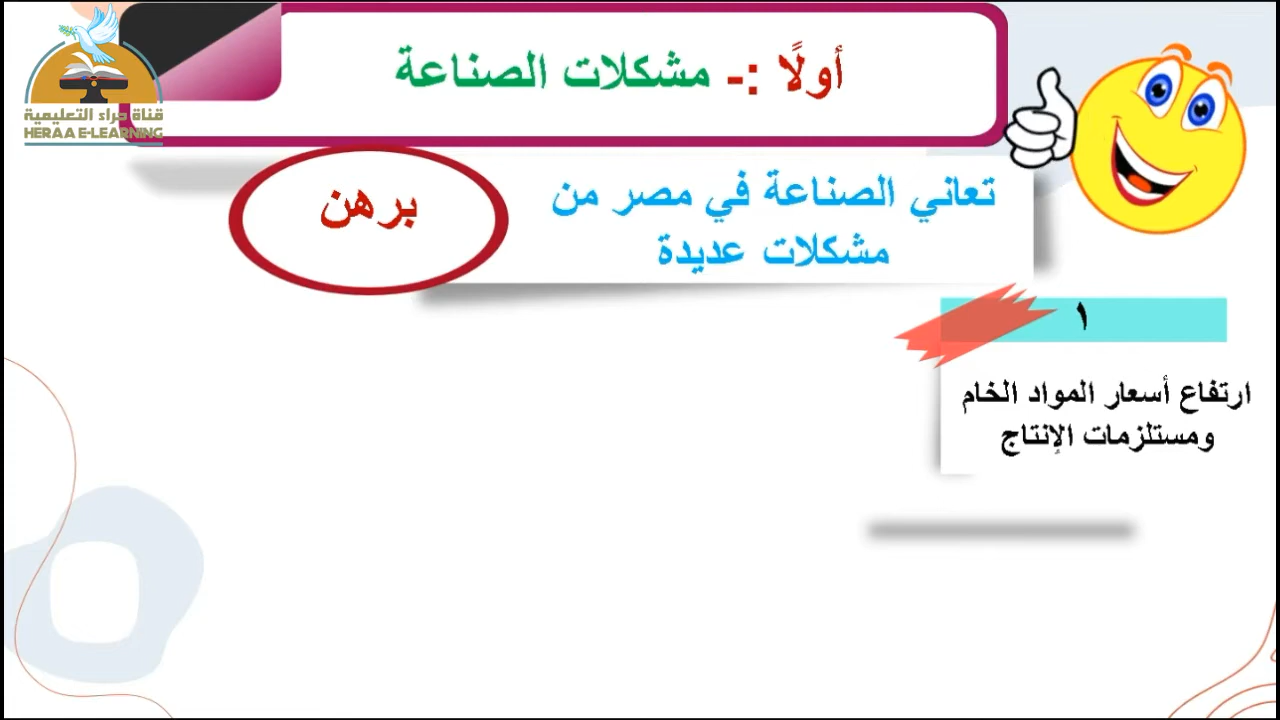 قناة حراء التعليمية
HERAA E-LEARNING
أولًا :- مشكلات الصناعة
تعاني الصناعة في مصر من
مشكلات عديدة
برهن
١
ارتفاع أسعار المواد الخام
ومستلزمات الإنتاج